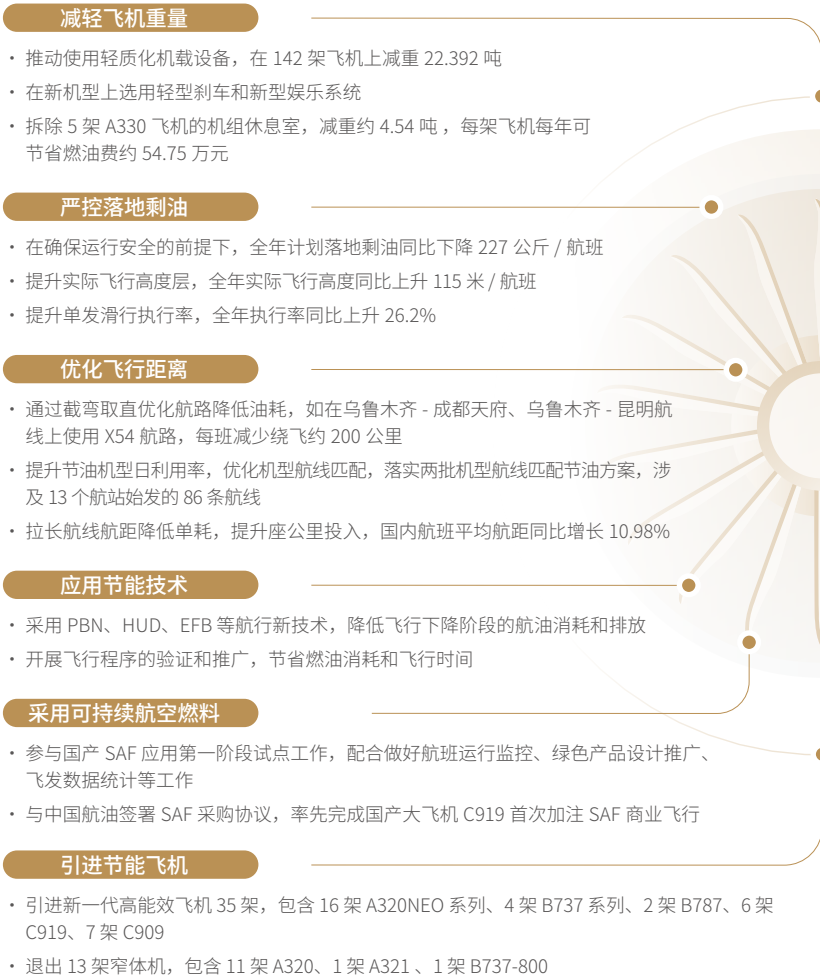 减轻飞机重量
· 推动使用轻质化机载设备，在 142 架飞机上减重 22.392 吨
· 在新机型上选用轻型刹车和新型娱乐系统
· 拆除 5 架 A330 飞机的机组休息室，减重约 4.54 吨 ，每架飞机每年可
节省燃油费约 54.75 万元
严控落地剩油
· 在确保运行安全的前提下，全年计划落地剩油同比下降 227 公斤 / 航班
· 提升实际飞行高度层，全年实际飞行高度同比上升 115 米 / 航班
· 提升单发滑行执行率，全年执行率同比上升 26.2%
优化飞行距离
· 通过截弯取直优化航路降低油耗，如在乌鲁木齐 - 成都天府、乌鲁木齐 - 昆明航
线上使用 X54 航路，每班减少绕飞约 200 公里
· 提升节油机型日利用率，优化机型航线匹配，落实两批机型航线匹配节油方案，涉
及 13 个航站始发的 86 条航线
· 拉长航线航距降低单耗，提升座公里投入，国内航班平均航距同比增长 10.98%
应用节能技术
· 采用 PBN、HUD、EFB 等航行新技术，降低飞行下降阶段的航油消耗和排放
· 开展飞行程序的验证和推广，节省燃油消耗和飞行时间
采用可持续航空燃料
· 参与国产 SAF 应用第一阶段试点工作，配合做好航班运行监控、绿色产品设计推广、
飞发数据统计等工作
· 与中国航油签署 SAF 采购协议，率先完成国产大飞机 C919 首次加注 SAF 商业飞行
引进节能飞机
· 引进新一代高能效飞机 35 架，包含 16 架 A320NEO 系列、4 架 B737 系列、2 架 B787、6 架
C919、7 架 C909
· 退出 13 架窄体机，包含 11 架 A320、1 架 A321 、1 架 B737-800